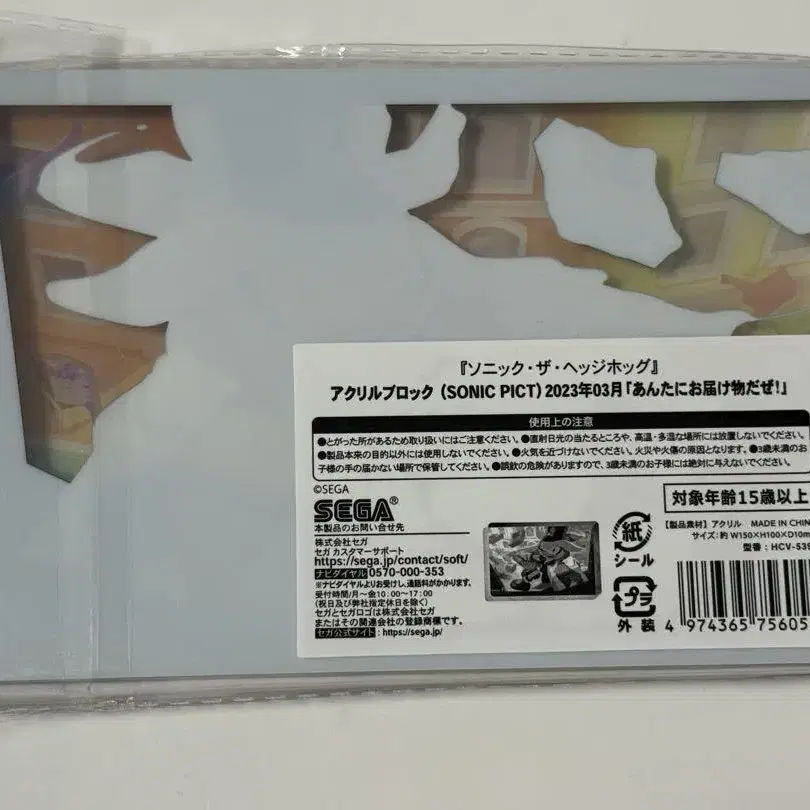 『ソニック・ザ・ヘッジホッグ』
アクリルブロック (SONIC PICT) 2023年03月「あんたにお届け物だぜ!」
使用上の注意
●とがった所があるため取り扱いにはご注意ください。●直射日光の当たるところや、高温・多湿な場所には放置しないでください。
●製品本来の目的以外には使用しないでください。●火気を近づけないでください。火災や火傷の原因となります。●3歳未満のお
子様の手の届かない場所で保管してください。●誤飲の危険がありますので、3歳未満のお子様には絶対に与えないでください。
©SEGA
SEGA®
本製品のお問い合せ先
株式会社セガ
セガ カスタマーサポート
https://sega.jp/contact/soft/
ナビダイヤル 0570-000-353
※ナビダイヤルよりお受けし、通話料がかかります。
受付時間/月〜金10:00〜17:00
(祝日及び弊社指定休日を除く)
セガとセガロゴは株式会社セガ
またはその関連会社の登録商標です。
セガ公式サイト:https://sega.jp/
紙
シール
プラ
外装
対象年齢15歳以上
【製品素材】アクリル MADE IN CHIN
サイズ:約 W150×H100×D10m
型番:HCV-539
4 974365 75605